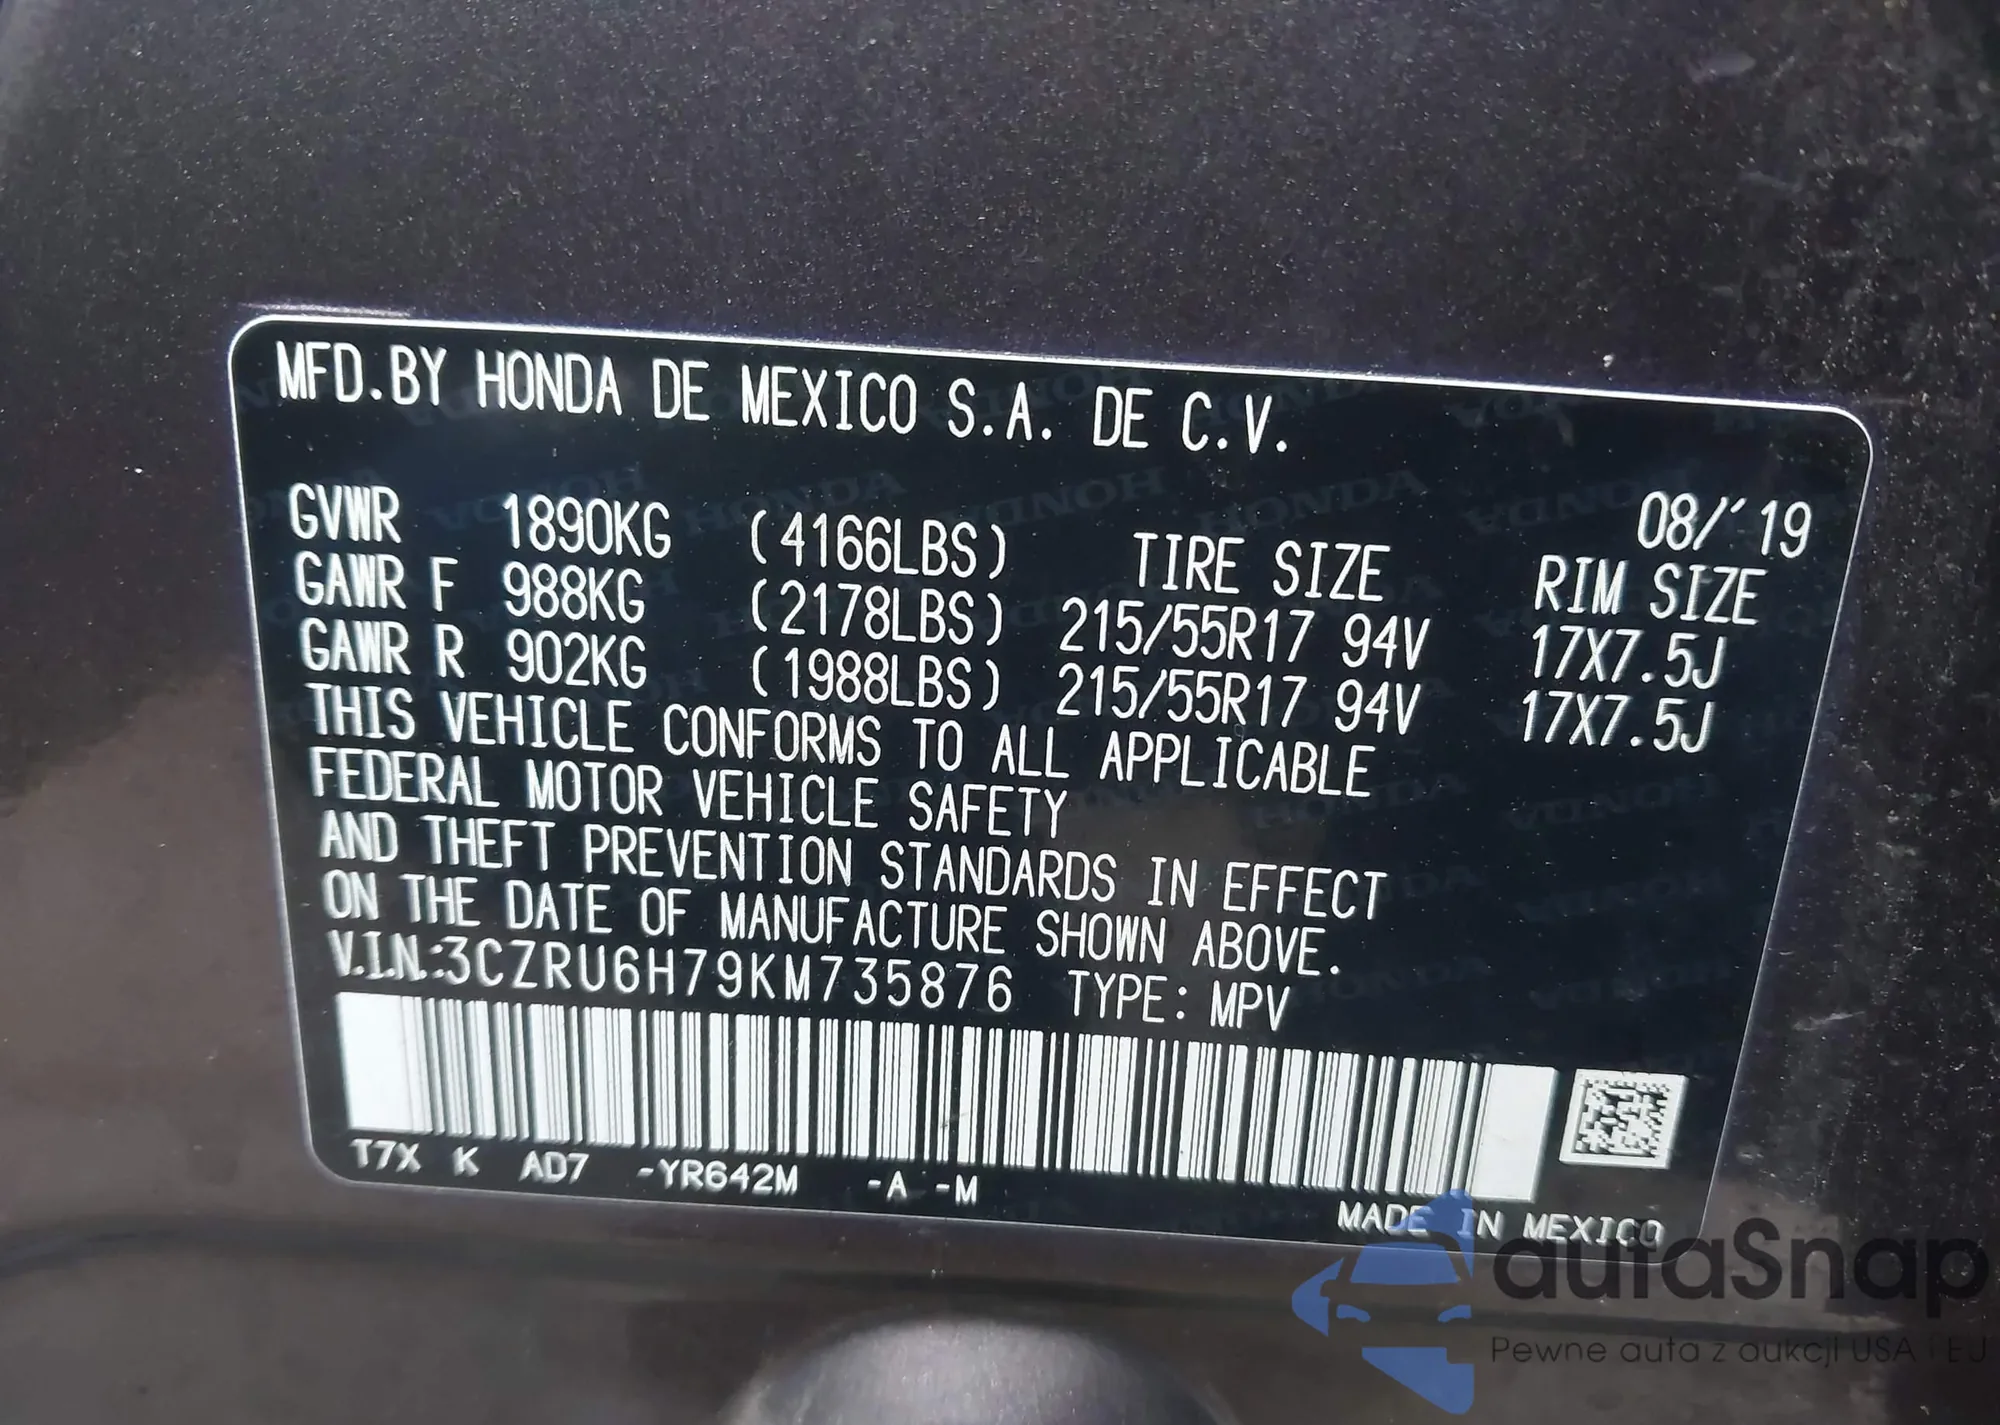 MFD.BY HONDA DE MEXICO S.A. DE C.V.
08/'19
GVWR 1890KG (4166LBS) TIRE SIZE RIM SIZE
GAWR F 988KG (2178LBS) 215/55R17 94V 17X7.5J
GAWR R 902KG (1988LBS) 215/55R17 94V 17X7.5J
THIS VEHICLE CONFORMS TO ALL APPLICABLE
FEDERAL MOTOR VEHICLE SAFETY
AND THEFT PREVENTION STANDARDS IN EFFECT
ON THE DATE OF MANUFACTURE SHOWN ABOVE.
V.I.N.:3CZRU6H79KM735876 TYPE: MPV
T7X K AD7 -YR642M -A -M
MADE IN MEXICO
autaSnap
Pewne auta z aukcji USA i EU